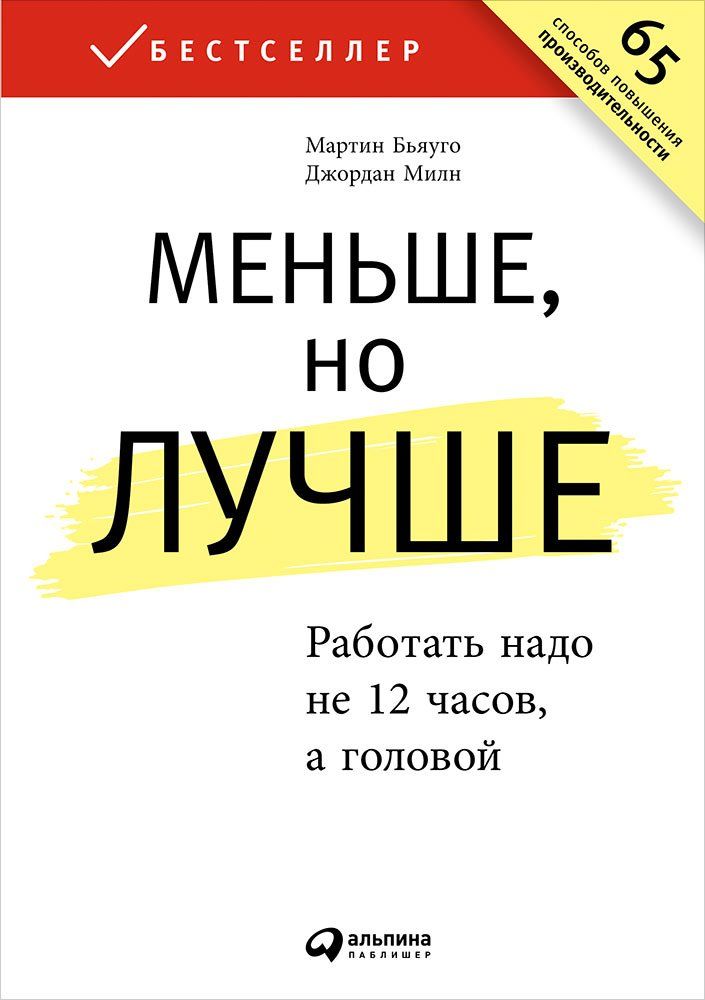 БЕСТСЕЛЛЕР
65
способов повышения
производительности
Мартин Бьяуго
Джордан Милн
МЕНЬШЕ,
но
ЛУЧШЕ
Работать надо
не 12 часов,
а головой
альпина
ПАБЛИШЕР